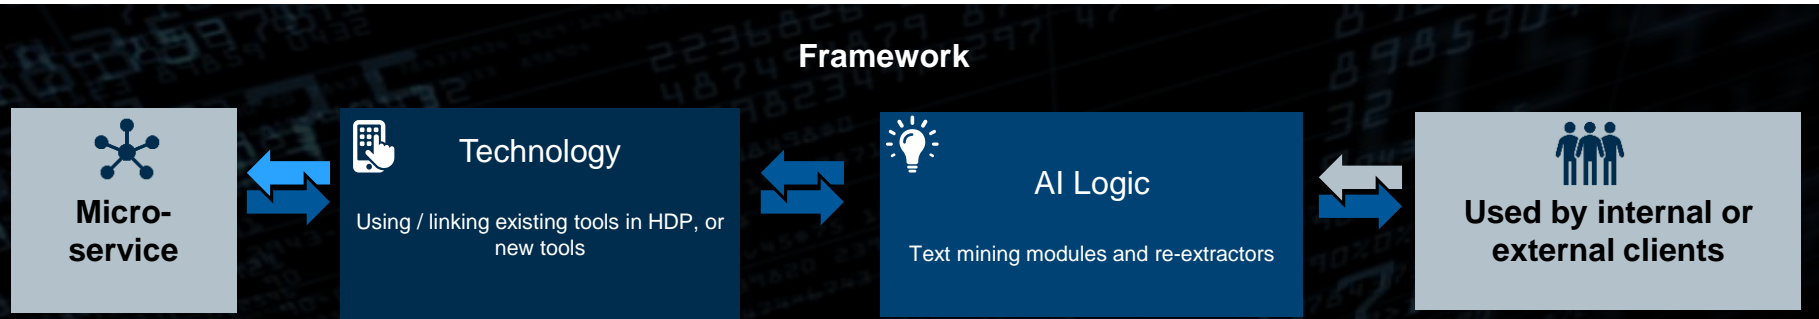 Framework
Micro-
service
Technology
Using / linking existing tools in HDP, or
new tools
AI Logic
Text mining modules and re-extractors
Used by internal or
external clients